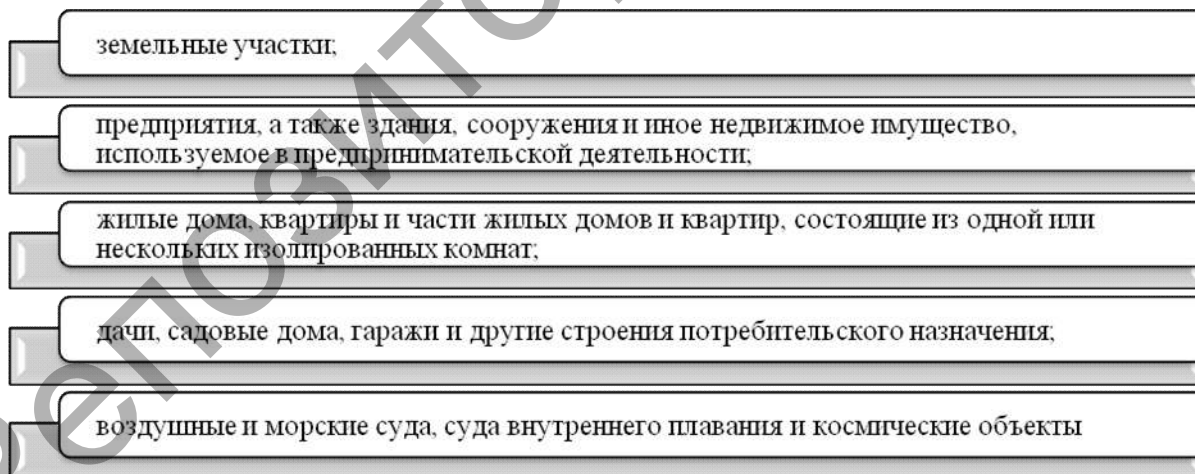 земельные участки;
предприятия, а также здания, сооружения и иное недвижимое имущество,
используемое в предпринимательской деятельности;
жилые дома, квартиры и части жилых домов и квартир, состоящие из одной или
нескольких изолированных комнат;
дачи, садовые дома, гаражи и другие строения потребительского назначения;
воздушные и морские суда, суда внутреннего плавания и космические объекты